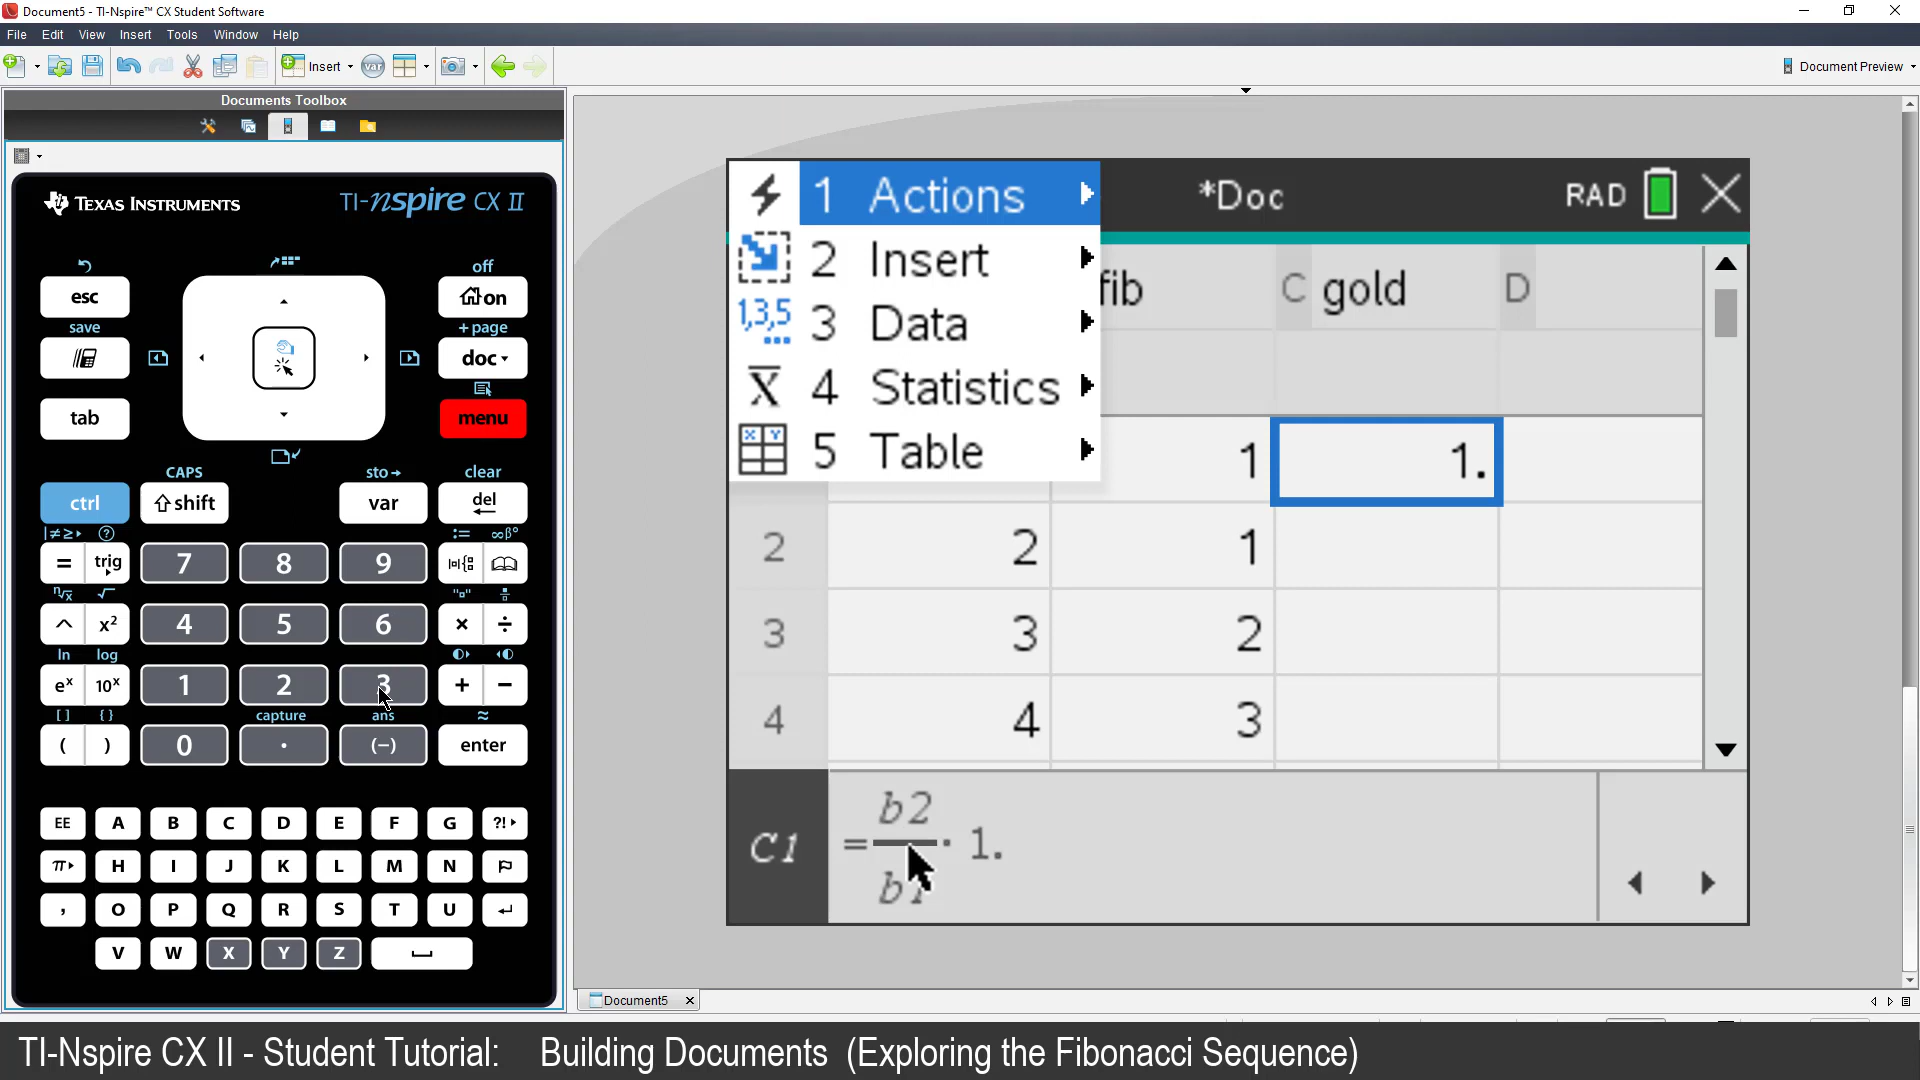 Document5 - TI-Nspire™ CX Student Software
File Edit View Insert Tools Window Help
Insert var Document Preview
Documents Toolbox
TEXAS INSTRUMENTS TI-nspire CX II
off
esc on
save + page
doc
tab menu
CAPS sto→ clear
ctrl shift var del
|≠≥▸ ? := ∞β°
= trig 7 8 9
ⁿ√x √ "▫"
^ x² 4 5 6 × ÷
ln log
eˣ 10ˣ 1 2 3 + −
[ ] { } capture ans ≈
( ) 0 . (−) enter
EE A B C D E F G ?!▸
π▸ H I J K L M N
, O P Q R S T U ↵
V W X Y Z
1 Actions *Doc RAD
2 Insert fib C gold D
3 Data
4 Statistics
5 Table
1 1.
2 2 1
3 3 2
4 4 3
C1 =b2/b1· 1.
Document5
TI-Nspire CX II - Student Tutorial: Building Documents (Exploring the Fibonacci Sequence)